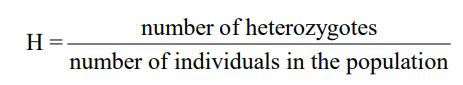 number of heterozygotes
H =
number of individuals in the population